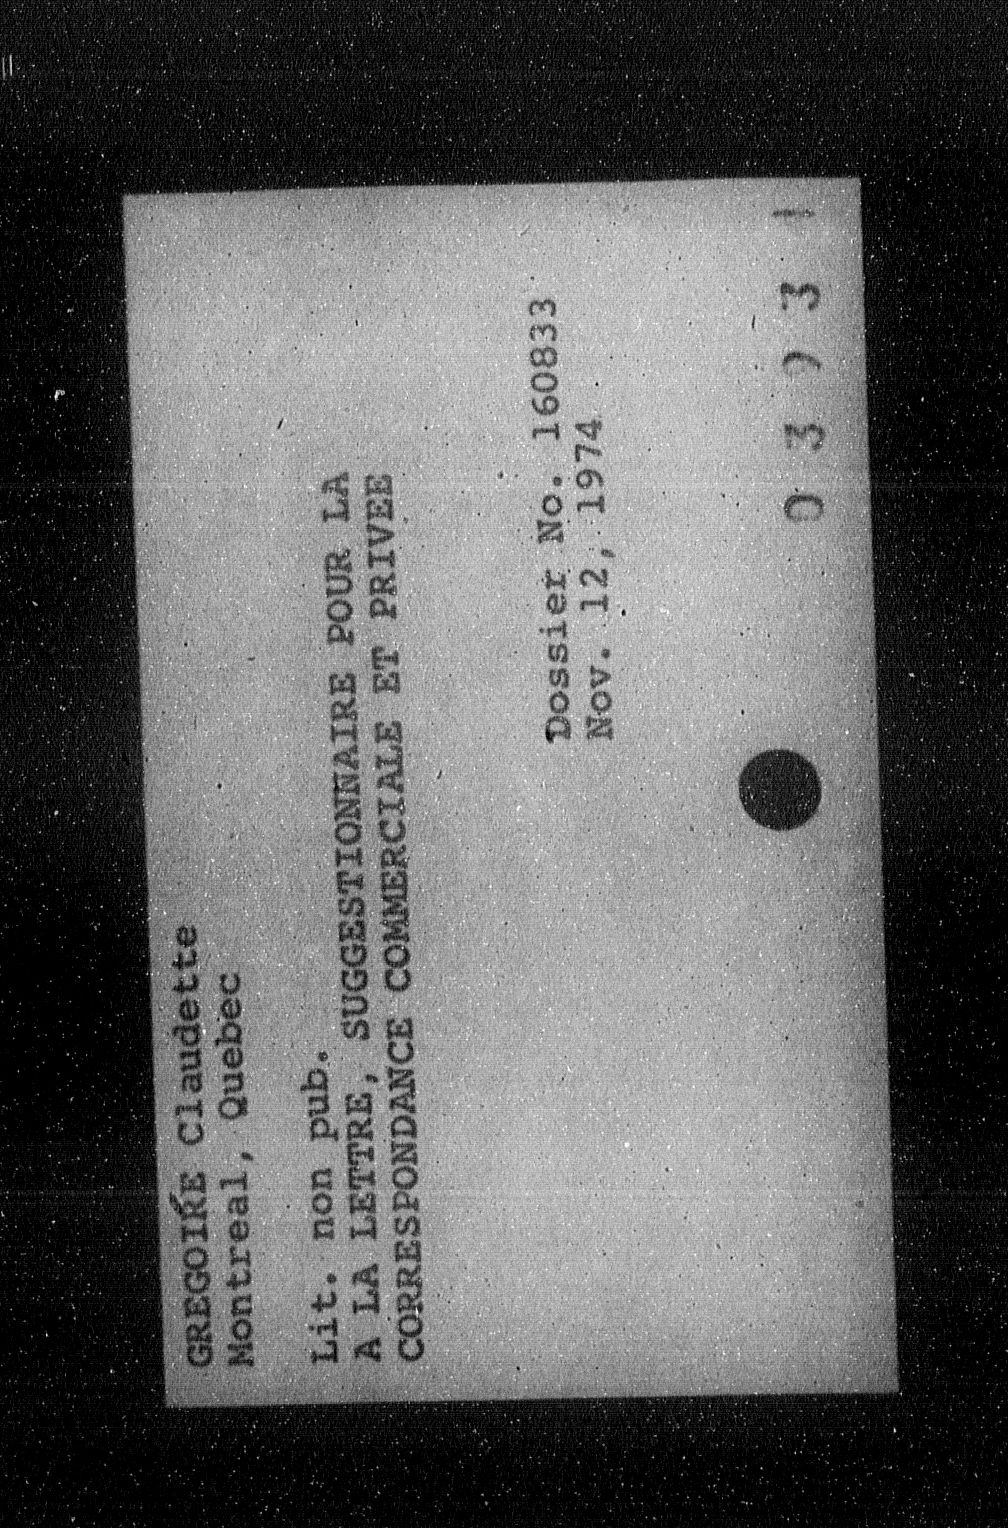 GREGOIRE Claudette
Montreal, Quebec
Lit. non pub.
A LA LETTRE, SUGGESTIONNAIRE POUR LA
CORRESPONDANCE COMMERCIALE ET PRIVEE
Dossier No. 160833
Nov. 12, 1974